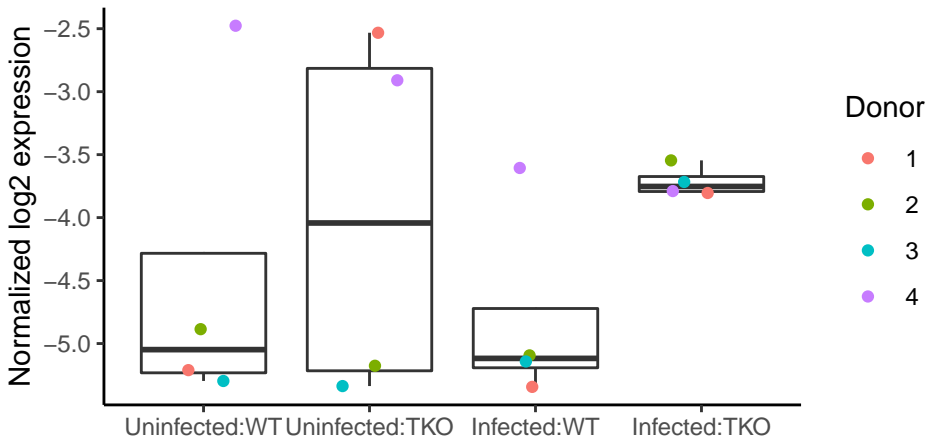 Normalized log2 expression
−2.5
−3.0
−3.5
−4.0
−4.5
−5.0
Uninfected:WT
Uninfected:TKO
Infected:WT
Infected:TKO
Donor
1
2
3
4